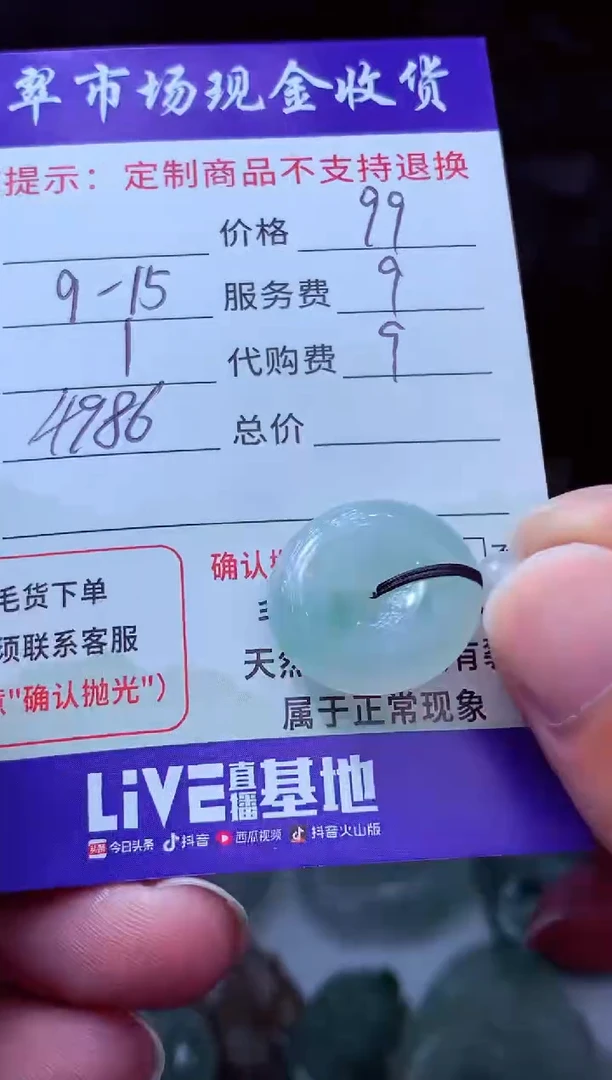 翠市场现金收货
提示：定制商品不支持退换
价格 99
9-15 服务费 9
1 代购费 9
4986 总价
毛货下单
须联系客服
"确认抛光"）
确认
天然
属于正常现象
LiVE直播基地
头条 今日头条 抖音 西瓜视频 抖音火山版